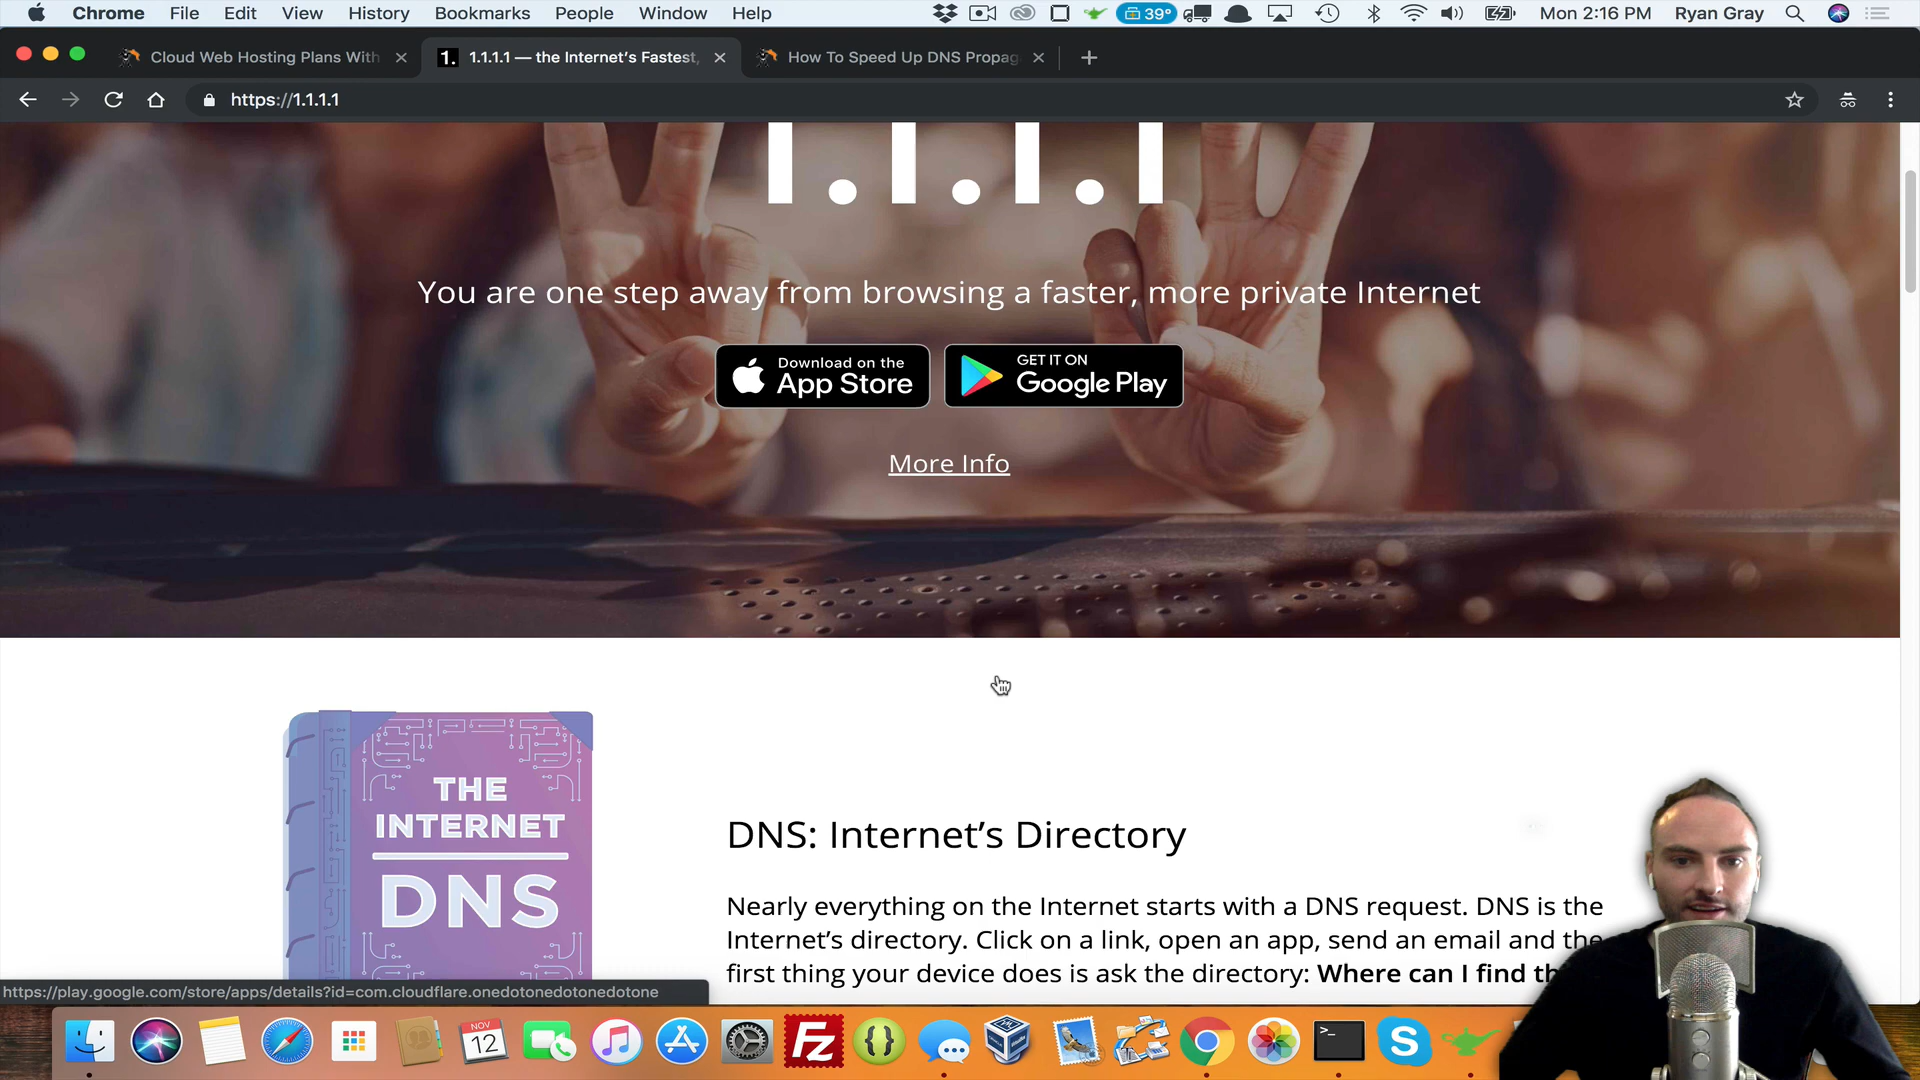 Chrome File Edit View History Bookmarks People Window Help 39° Mon 2:16 PM Ryan Gray
Cloud Web Hosting Plans With
1. 1.1.1.1 — the Internet's Fastest,
How To Speed Up DNS Propag
https://1.1.1.1
1.1.1.1
You are one step away from browsing a faster, more private Internet
Download on the
App Store
GET IT ON
Google Play
More Info
THE
INTERNET
DNS
DNS: Internet's Directory
Nearly everything on the Internet starts with a DNS request. DNS is the
Internet's directory. Click on a link, open an app, send an email and the
first thing your device does is ask the directory: Where can I find
https://play.google.com/store/apps/details?id=com.cloudflare.onedotonedotonedotone
NOV
12
Fz
S